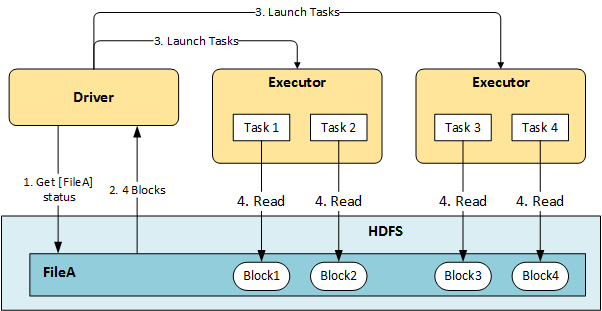 3. Launch Tasks
3. Launch Tasks
Driver
Executor
Executor
Task 1
Task 2
Task 3
Task 4
1. Get [FileA]
status
2. 4 Blocks
4. Read
4. Read
4. Read
4. Read
HDFS
FileA
Block1
Block2
Block3
Block4